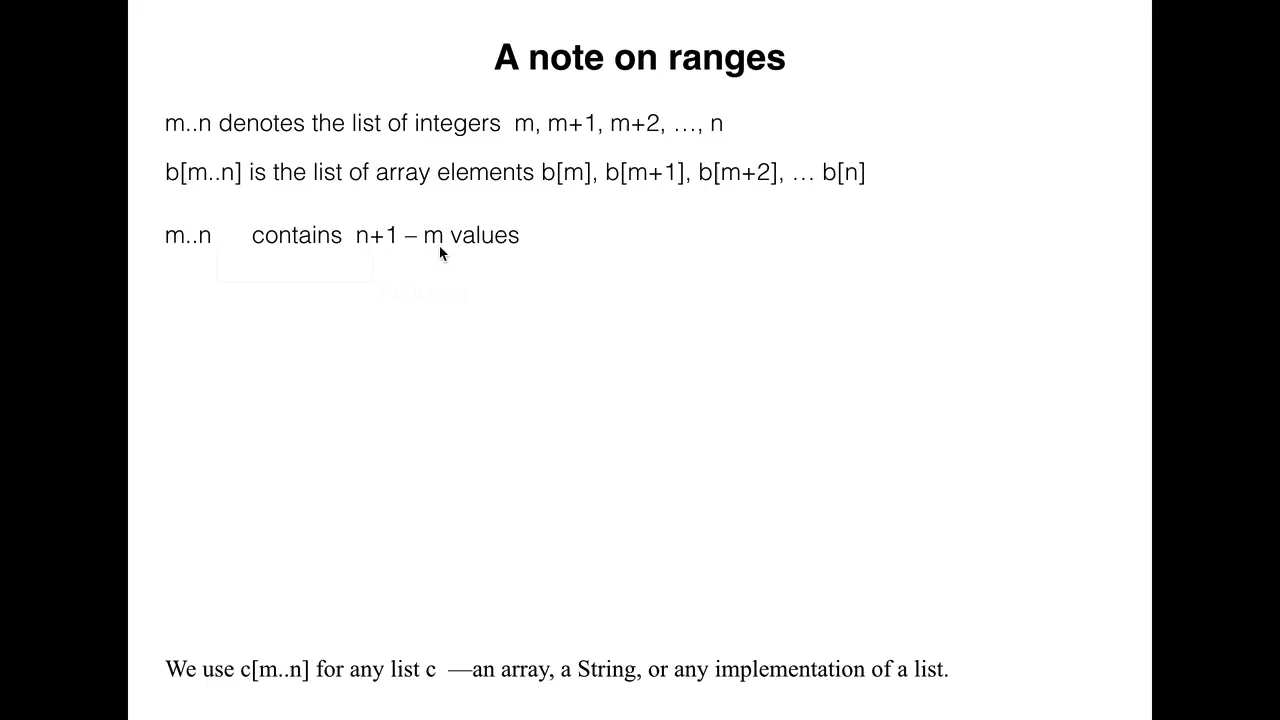 A note on ranges
m..n denotes the list of integers  m, m+1, m+2, …, n
b[m..n] is the list of array elements b[m], b[m+1], b[m+2], … b[n]
m..n      contains  n+1 – m values
We use c[m..n] for any list c  —an array, a String, or any implementation of a list.